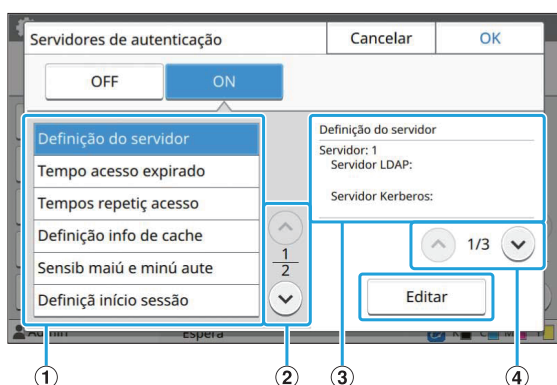 Servidores de autenticação
Cancelar
OK
OFF
ON
Definição do servidor
Tempo acesso expirado
Tempos repetiç acesso
Definição info de cache
Sensib maiú e minú aute
Definiçã início sessão
1
2
Definição do servidor
Servidor: 1
Servidor LDAP:
Servidor Kerberos:
1/3
Editar
Admin
Espera
K
C
M
Y
1
2
3
4